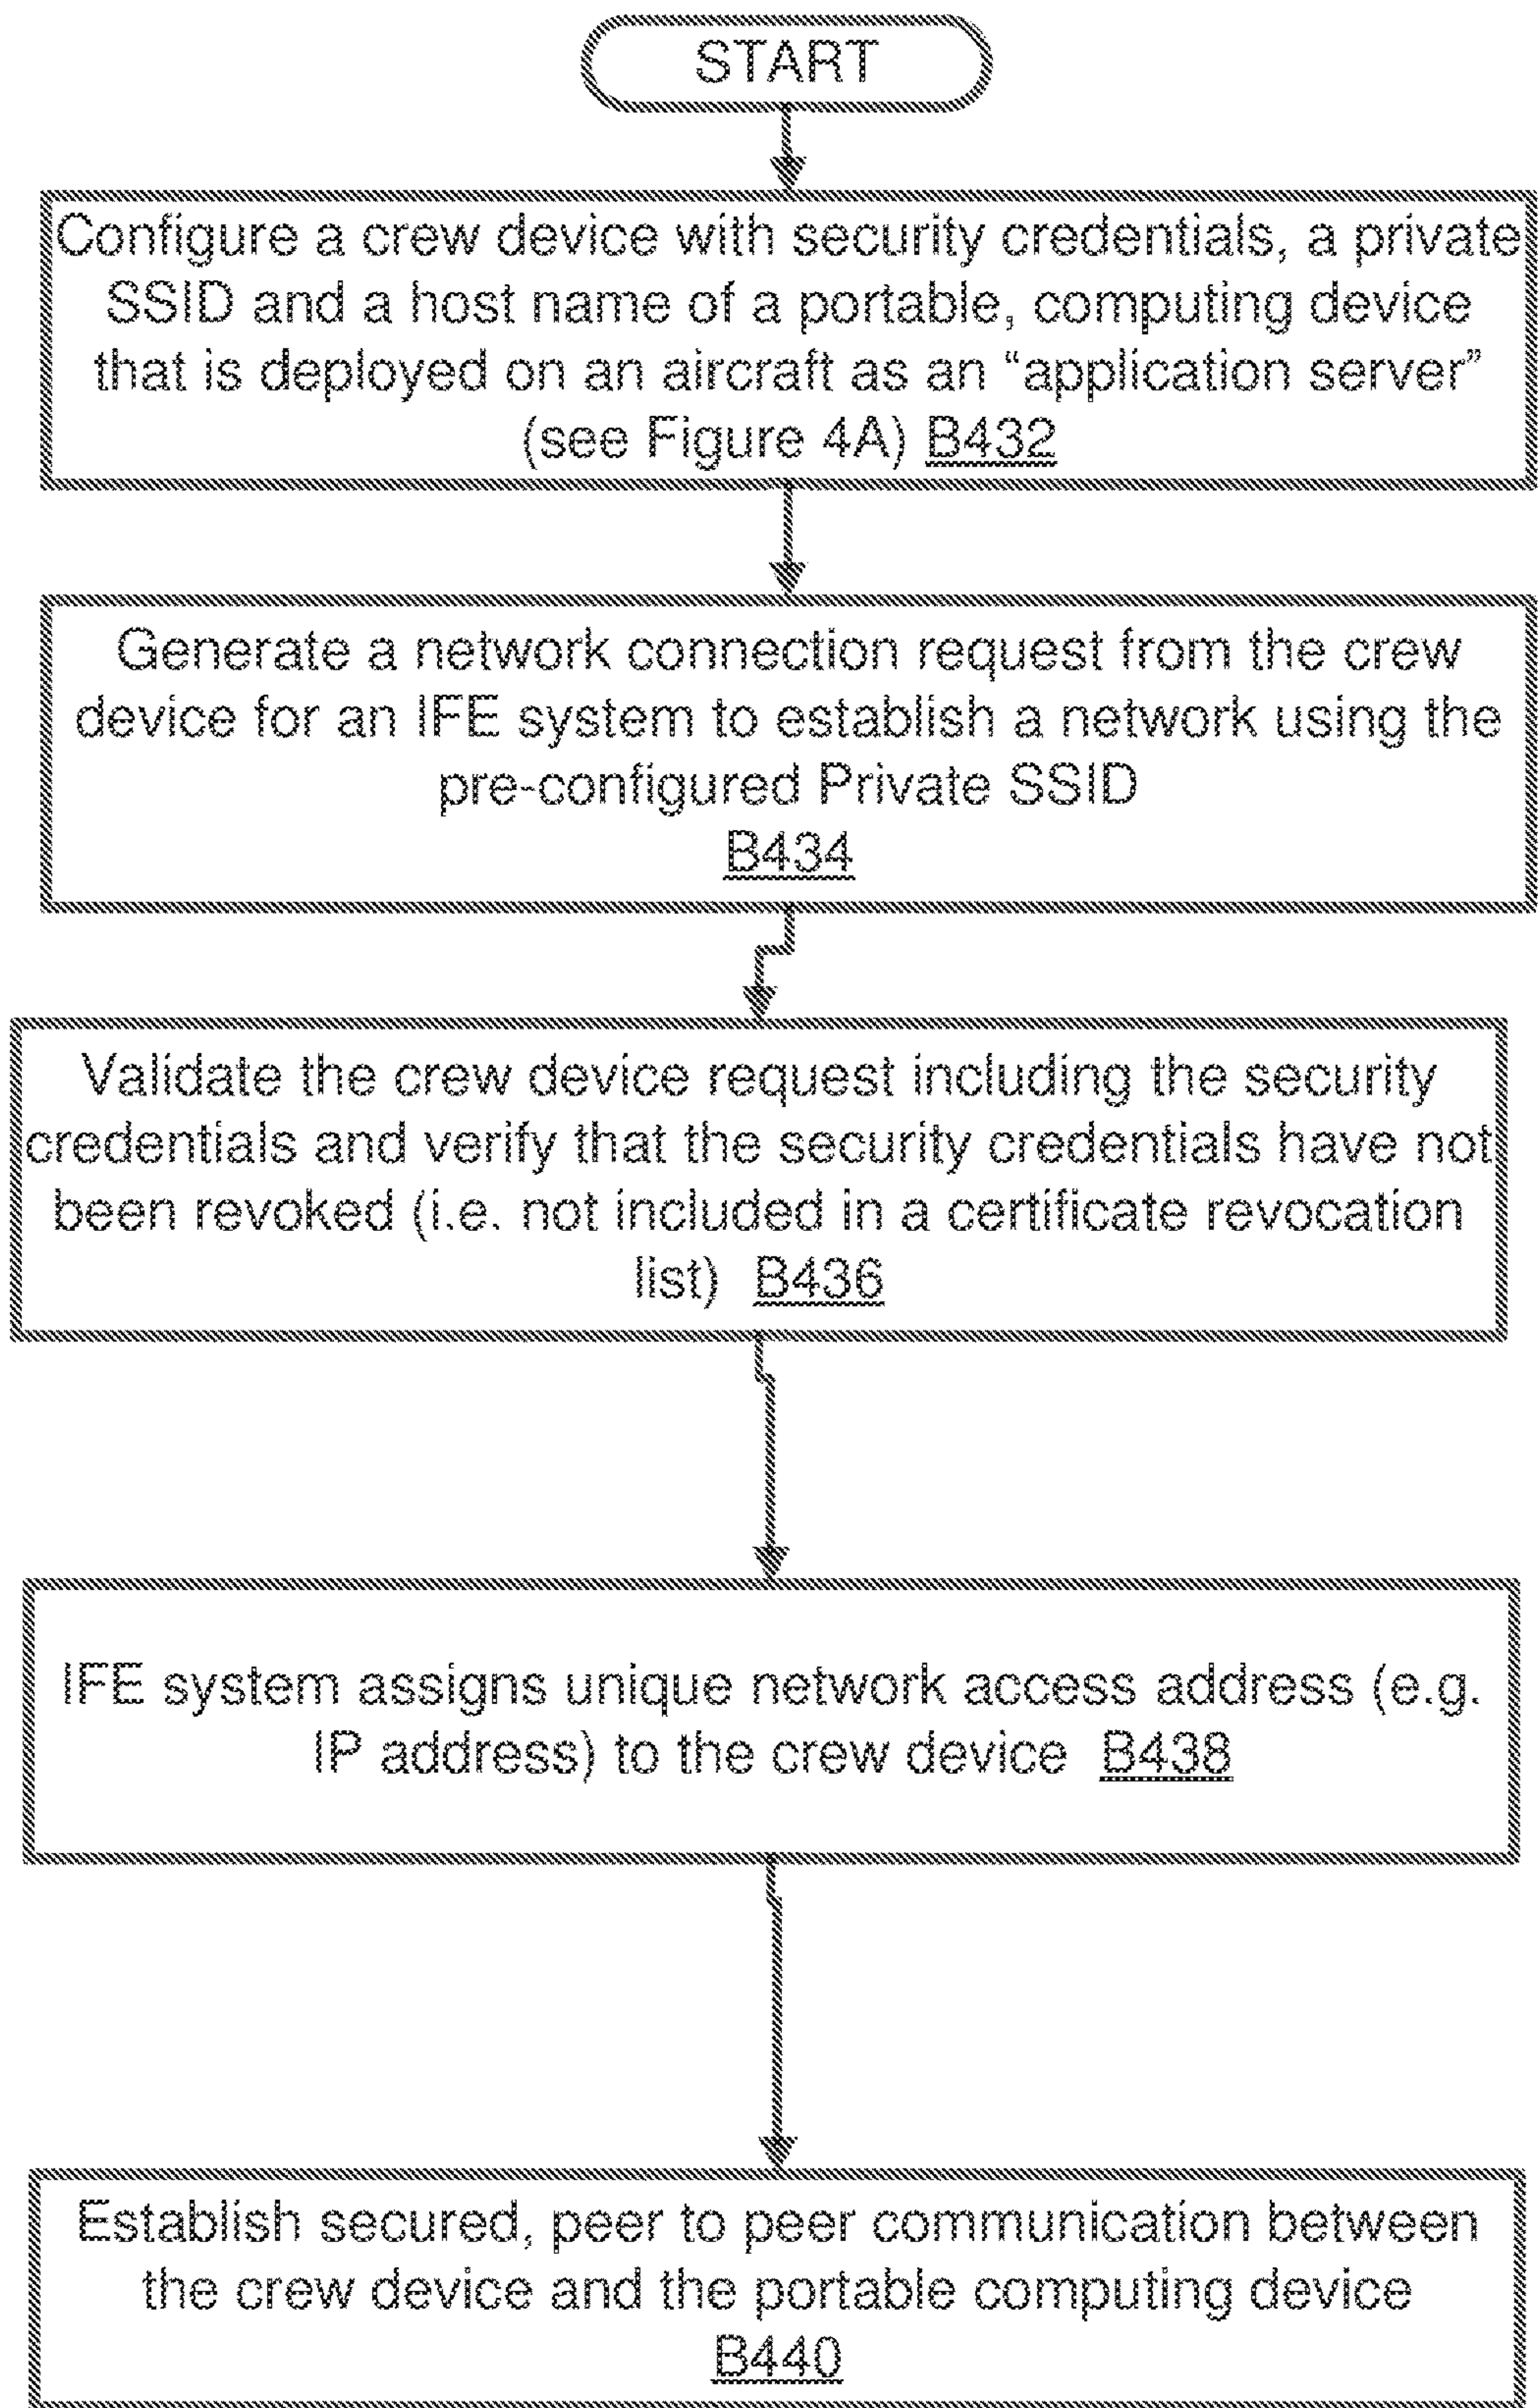 START
Configure a crew device with security credentials, a private
SSID and a host name of a portable, computing device
that is deployed on an aircraft as an “application server”
(see Figure 4A) B432
Generate a network connection request from the crew
device for an IFE system to establish a network using the
pre-configured Private SSID
B434
Validate the crew device request including the security
credentials and verify that the security credentials have not
been revoked (i.e. not included in a certificate revocation
list) B436
IFE system assigns unique network access address (e.g.
IP address) to the crew device B438
Establish secured, peer to peer communication between
the crew device and the portable computing device
B440